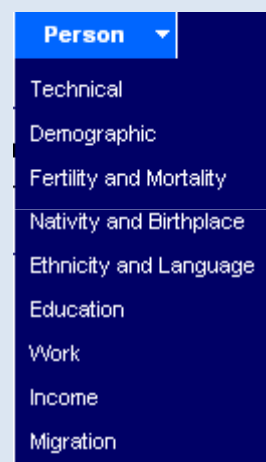 Person
Technical
Demographic
Fertility and Mortality
Nativity and Birthplace
Ethnicity and Language
Education
Work
Income
Migration